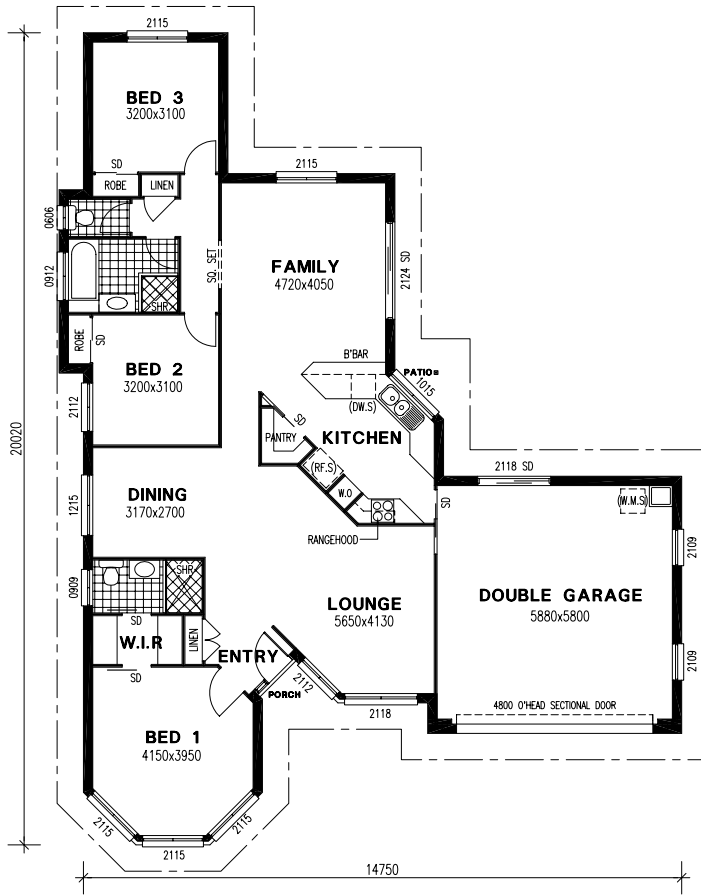 2115
BED 3
3200x3100
SD
ROBE
LINEN
2115
0606
0912
SQ. SET
FAMILY
4720x4050
2124 SD
SHR
ROBE
SD
BED 2
3200x3100
B'BAR
PATIO
1015
(DW.S)
2112
SD
PANTRY
KITCHEN
20020
(RF.S)
W.O
2118 SD
(W.M.S)
SD
DINING
3170x2700
1215
RANGEHOOD
2109
0909
SHR
LOUNGE
5650x4130
DOUBLE GARAGE
5880x5800
SD
W.I.R
LINEN
ENTRY
SD
2109
2112
PORCH
2118
4800 O'HEAD SECTIONAL DOOR
BED 1
4150x3950
2115
2115
2115
14750